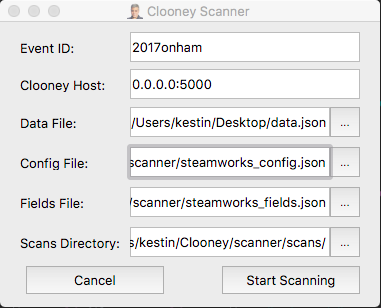 Clooney Scanner
Event ID: 2017onham
Clooney Host: 0.0.0.0:5000
Data File: /Users/kestin/Desktop/data.json ...
Config File: scanner/steamworks_config.json ...
Fields File: /scanner/steamworks_fields.json ...
Scans Directory: s/kestin/Clooney/scanner/scans/ ...
Cancel Start Scanning